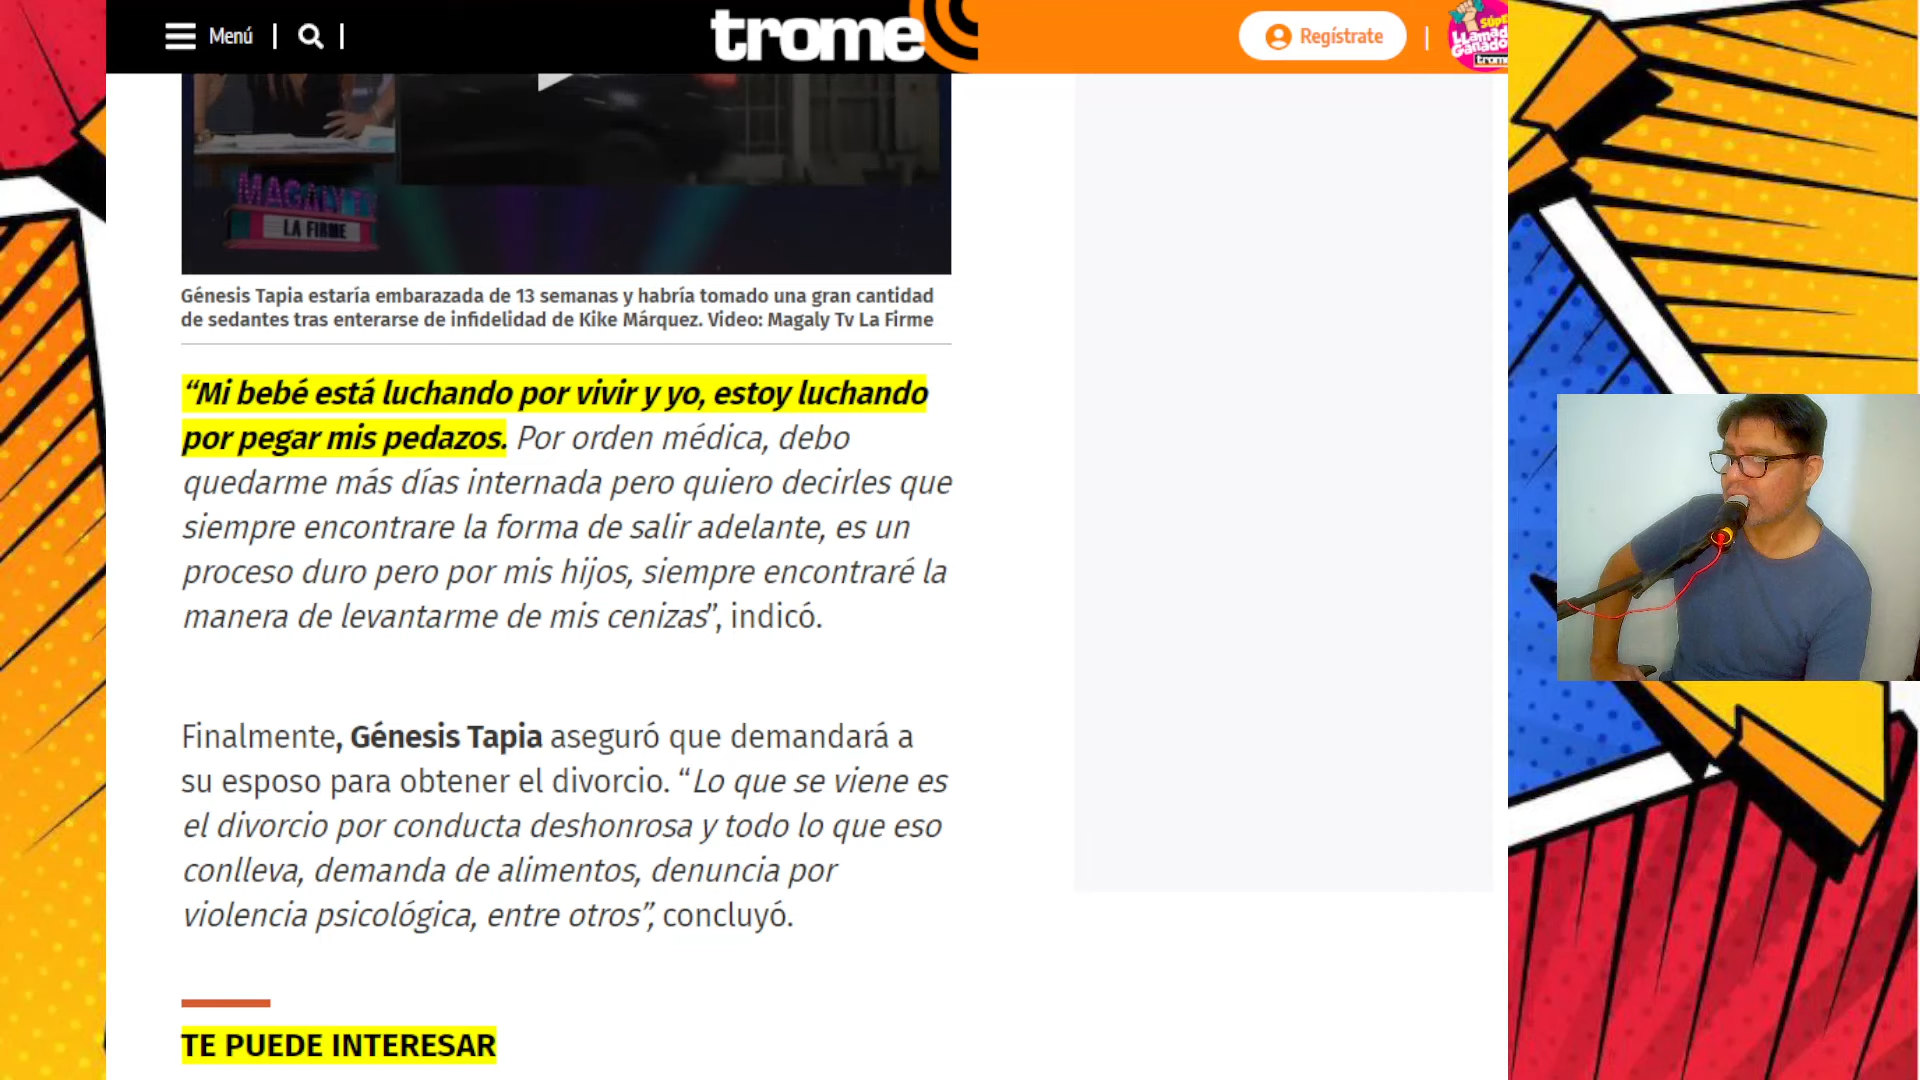 Menú
trome
Regístrate
SÚPER
LLamada
Ganadora
trome
MAGALY TV
LA FIRME
Génesis Tapia estaría embarazada de 13 semanas y habría tomado una gran cantidad
de sedantes tras enterarse de infidelidad de Kike Márquez. Video: Magaly Tv La Firme
“Mi bebé está luchando por vivir y yo, estoy luchando
por pegar mis pedazos. Por orden médica, debo
quedarme más días internada pero quiero decirles que
siempre encontrare la forma de salir adelante, es un
proceso duro pero por mis hijos, siempre encontraré la
manera de levantarme de mis cenizas”, indicó.
Finalmente, Génesis Tapia aseguró que demandará a
su esposo para obtener el divorcio. “Lo que se viene es
el divorcio por conducta deshonrosa y todo lo que eso
conlleva, demanda de alimentos, denuncia por
violencia psicológica, entre otros”, concluyó.
TE PUEDE INTERESAR